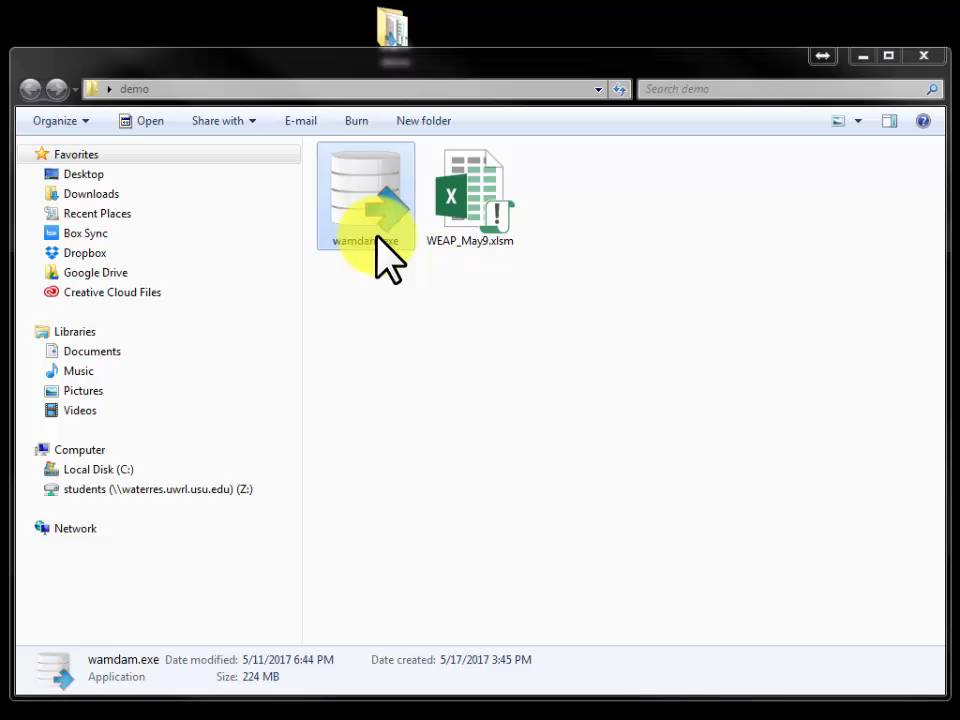 demo
Search demo
Organize
Open
Share with
E-mail
Burn
New folder
Favorites
Desktop
Downloads
Recent Places
Box Sync
Dropbox
Google Drive
Creative Cloud Files
Libraries
Documents
Music
Pictures
Videos
Computer
Local Disk (C:)
students (\\waterres.uwrl.usu.edu) (Z:)
Network
X
wamdam.exe
WEAP_May9.xlsm
wamdam.exe Date modified: 5/11/2017 6:44 PM Date created: 5/17/2017 3:45 PM
Application Size: 224 MB